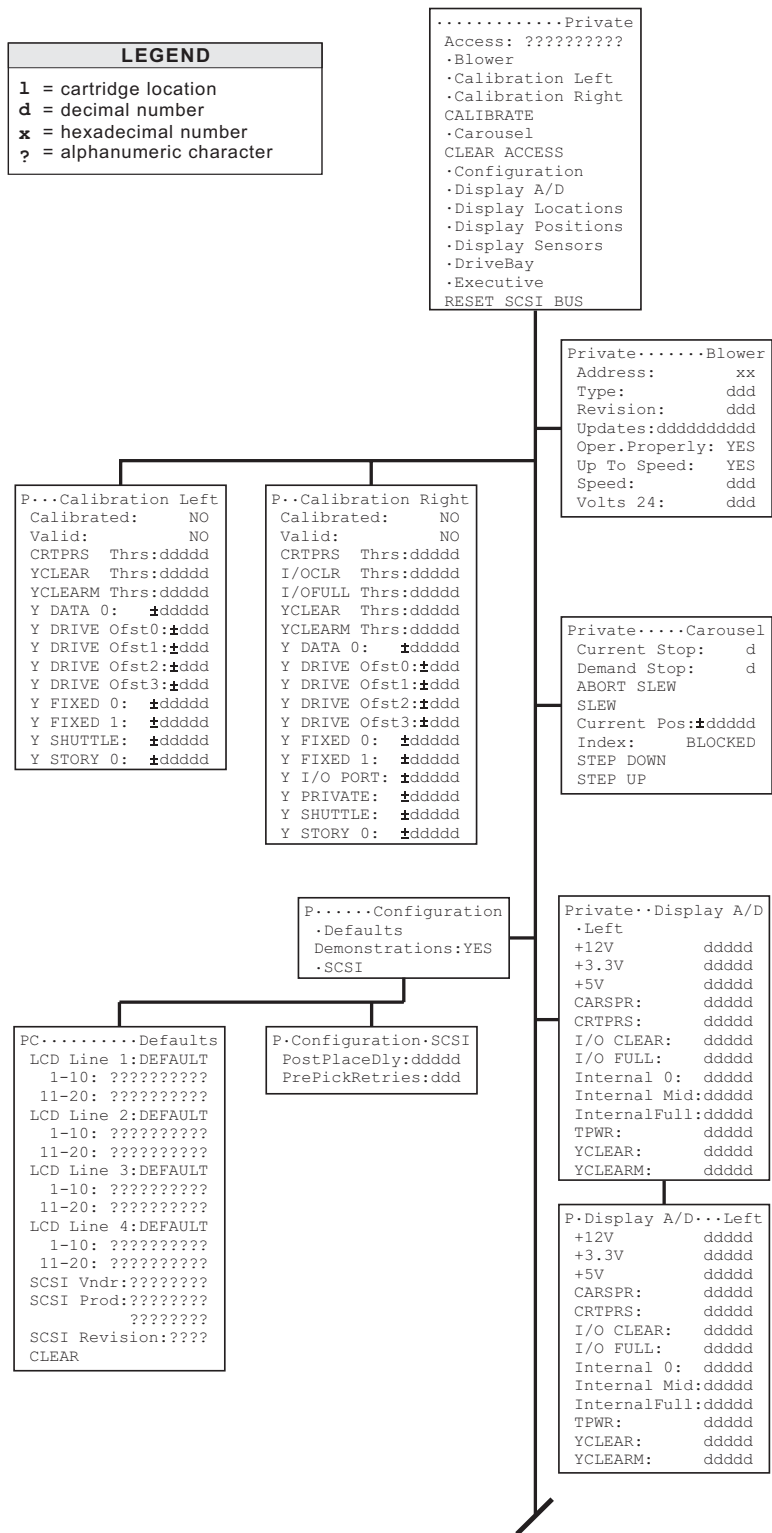 LEGEND
l = cartridge location
d = decimal number
x = hexadecimal number
? = alphanumeric character
·············Private
Access: ??????????
·Blower
·Calibration Left
·Calibration Right
CALIBRATE
·Carousel
CLEAR ACCESS
·Configuration
·Display A/D
·Display Locations
·Display Positions
·Display Sensors
·DriveBay
·Executive
RESET SCSI BUS
Private·······Blower
Address: xx
Type: ddd
Revision: ddd
Updates:dddddddddd
Oper.Properly: YES
Up To Speed: YES
Speed: ddd
Volts 24: ddd
P···Calibration Left
Calibrated: NO
Valid: NO
CRTPRS Thrs:ddddd
YCLEAR Thrs:ddddd
YCLEARM Thrs:ddddd
Y DATA 0: ±ddddd
Y DRIVE Ofst0:±ddd
Y DRIVE Ofst1:±ddd
Y DRIVE Ofst2:±ddd
Y DRIVE Ofst3:±ddd
Y FIXED 0: ±ddddd
Y FIXED 1: ±ddddd
Y SHUTTLE: ±ddddd
Y STORY 0: ±ddddd
P··Calibration Right
Calibrated: NO
Valid: NO
CRTPRS Thrs:ddddd
I/OCLR Thrs:ddddd
I/OFULL Thrs:ddddd
YCLEAR Thrs:ddddd
YCLEARM Thrs:ddddd
Y DATA 0: ±ddddd
Y DRIVE Ofst0:±ddd
Y DRIVE Ofst1:±ddd
Y DRIVE Ofst2:±ddd
Y DRIVE Ofst3:±ddd
Y FIXED 0: ±ddddd
Y FIXED 1: ±ddddd
Y I/O PORT: ±ddddd
Y PRIVATE: ±ddddd
Y SHUTTLE: ±ddddd
Y STORY 0: ±ddddd
Private·····Carousel
Current Stop: d
Demand Stop: d
ABORT SLEW
SLEW
Current Pos:±ddddd
Index: BLOCKED
STEP DOWN
STEP UP
P······Configuration
·Defaults
Demonstrations:YES
·SCSI
Private··Display A/D
·Left
+12V ddddd
+3.3V ddddd
+5V ddddd
CARSPR: ddddd
CRTPRS: ddddd
I/O CLEAR: ddddd
I/O FULL: ddddd
Internal 0: ddddd
Internal Mid:ddddd
InternalFull:ddddd
TPWR: ddddd
YCLEAR: ddddd
YCLEARM: ddddd
PC··········Defaults
LCD Line 1:DEFAULT
1-10: ??????????
11-20: ??????????
LCD Line 2:DEFAULT
1-10: ??????????
11-20: ??????????
LCD Line 3:DEFAULT
1-10: ??????????
11-20: ??????????
LCD Line 4:DEFAULT
1-10: ??????????
11-20: ??????????
SCSI Vndr:????????
SCSI Prod:????????
????????
SCSI Revision:????
CLEAR
P·Configuration·SCSI
PostPlaceDly:ddddd
PrePickRetries:ddd
P·Display A/D···Left
+12V ddddd
+3.3V ddddd
+5V ddddd
CARSPR: ddddd
CRTPRS: ddddd
I/O CLEAR: ddddd
I/O FULL: ddddd
Internal 0: ddddd
Internal Mid:ddddd
InternalFull:ddddd
TPWR: ddddd
YCLEAR: ddddd
YCLEARM: ddddd